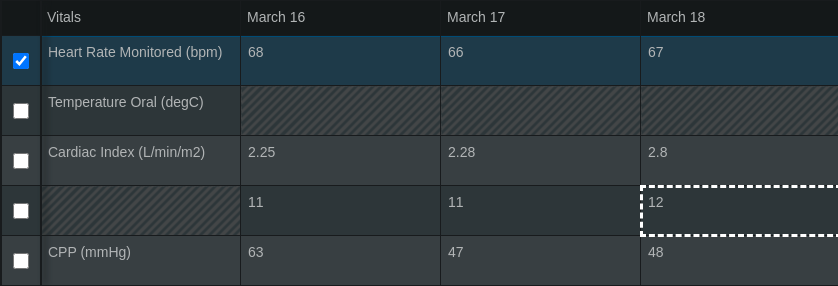 Vitals March 16 March 17 March 18
Heart Rate Monitored (bpm) 68 66 67
Temperature Oral (degC)
Cardiac Index (L/min/m2) 2.25 2.28 2.8
11 11 12
CPP (mmHg) 63 47 48